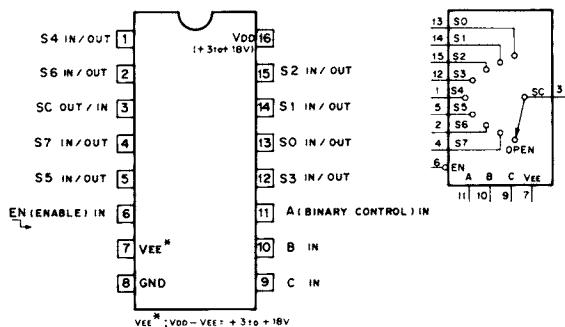 S4 IN/OUT 1
S6 IN/OUT 2
SC OUT/IN 3
S7 IN/OUT 4
S5 IN/OUT 5
EN (ENABLE) IN 6
7 VEE*
8 GND
VDD 16
(+3 to +18V)
15 S2 IN/OUT
14 S1 IN/OUT
13 S0 IN/OUT
12 S3 IN/OUT
11 A (BINARY CONTROL) IN
10 B IN
9 C IN
VEE* : VDD - VEE = +3 to +18V
13 S0
14 S1
15 S2
12 S3
1 S4
5 S5
2 S6
4 S7
SC 3
OPEN
6 EN
A B C VEE
11 10 9 7